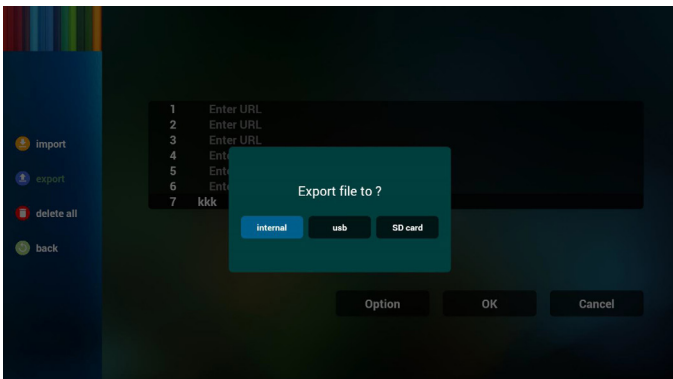 import
export
delete all
back
1 Enter URL
2 Enter URL
3 Enter URL
4 Ent
5 Ent
6 Ent
7 kkk
Export file to ?
internal usb SD card
Option OK Cancel